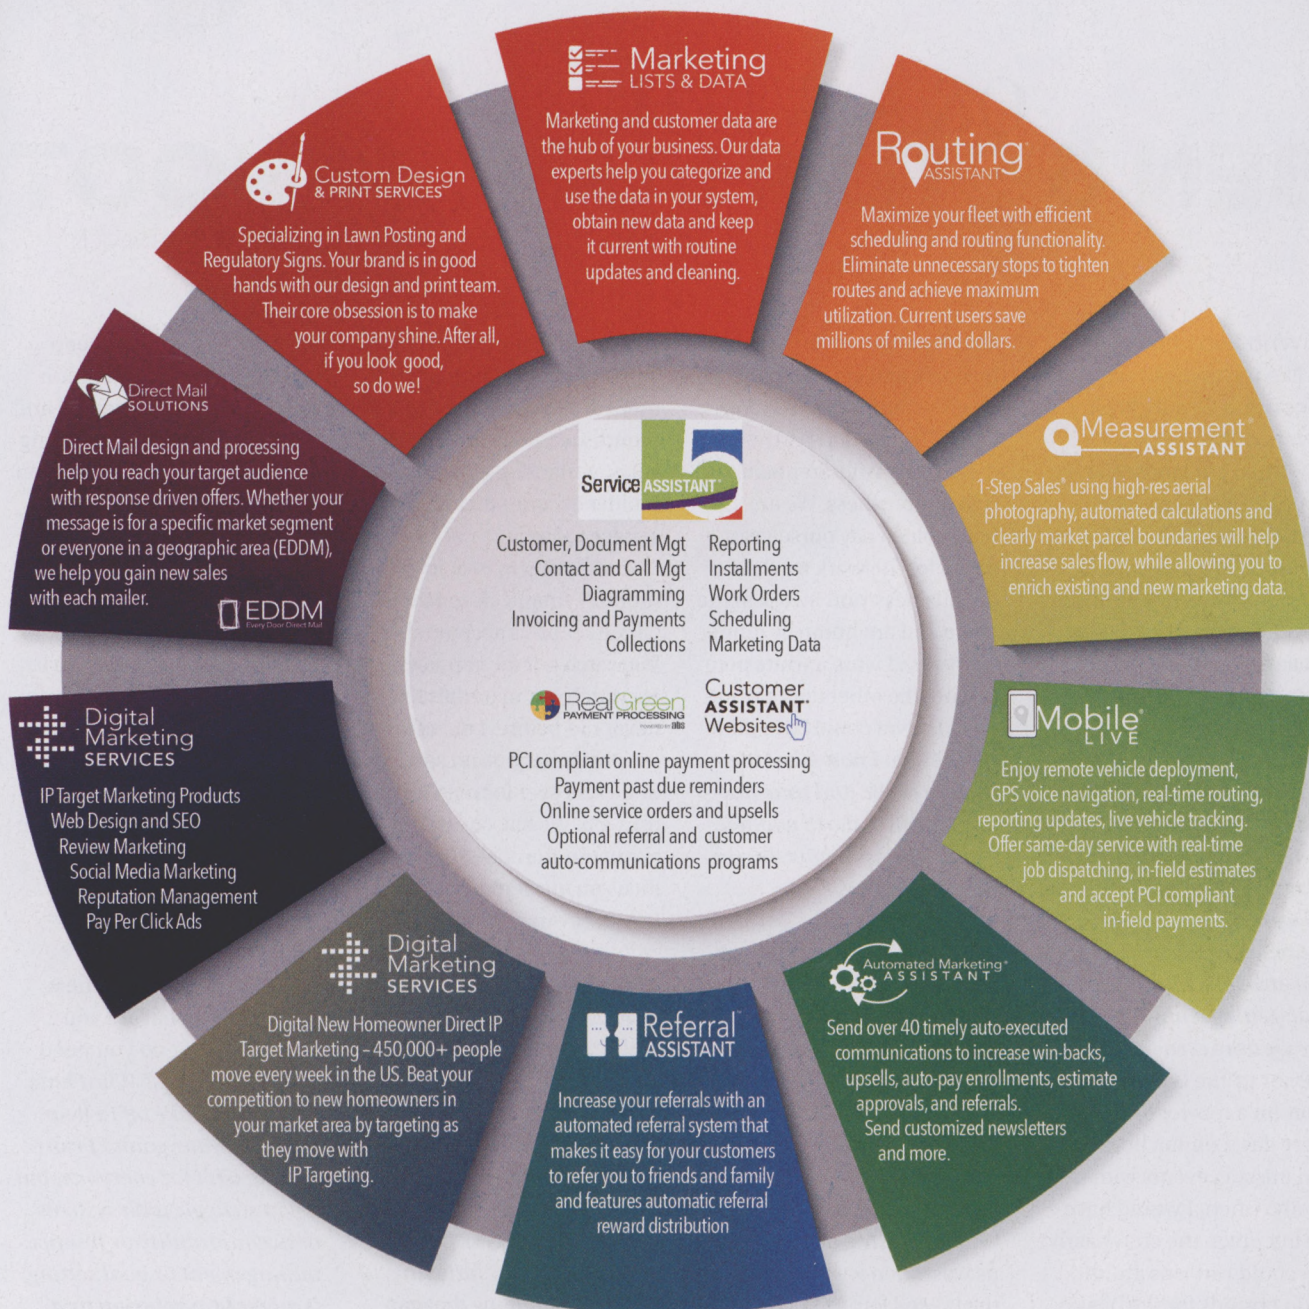 Marketing
LISTS & DATA
Marketing and customer data are
the hub of your business. Our data
experts help you categorize and
use the data in your system,
obtain new data and keep
it current with routine
updates and cleaning.
Routing
ASSISTANT
Maximize your fleet with efficient
scheduling and routing functionality.
Eliminate unnecessary stops to tighten
routes and achieve maximum
utilization. Current users save
millions of miles and dollars.
Measurement®
ASSISTANT
1-Step Sales® using high-res aerial
photography, automated calculations and
clearly market parcel boundaries will help
increase sales flow, while allowing you to
enrich existing and new marketing data.
Mobile®
LIVE
Enjoy remote vehicle deployment,
GPS voice navigation, real-time routing,
reporting updates, live vehicle tracking.
Offer same-day service with real-time
job dispatching, in-field estimates
and accept PCI compliant
in-field payments.
Automated Marketing®
ASSISTANT
Send over 40 timely auto-executed
communications to increase win-backs,
upsells, auto-pay enrollments, estimate
approvals, and referrals.
Send customized newsletters
and more.
Referral™
ASSISTANT
Increase your referrals with an
automated referral system that
makes it easy for your customers
to refer you to friends and family
and features automatic referral
reward distribution
Digital
Marketing
SERVICES
Digital New Homeowner Direct IP
Target Marketing – 450,000+ people
move every week in the US. Beat your
competition to new homeowners in
your market area by targeting as
they move with
IP Targeting.
Digital
Marketing
SERVICES
IP Target Marketing Products
Web Design and SEO
Review Marketing
Social Media Marketing
Reputation Management
Pay Per Click Ads
Direct Mail
SOLUTIONS
Direct Mail design and processing
help you reach your target audience
with response driven offers. Whether your
message is for a specific market segment
or everyone in a geographic area (EDDM),
we help you gain new sales
with each mailer.
EDDM
Every Door Direct Mail
Custom Design
& PRINT SERVICES
Specializing in Lawn Posting and
Regulatory Signs. Your brand is in good
hands with our design and print team.
Their core obsession is to make
your company shine. After all,
if you look good,
so do we!
Service ASSISTANT® 5
Customer, Document Mgt
Contact and Call Mgt
Diagramming
Invoicing and Payments
Collections
Reporting
Installments
Work Orders
Scheduling
Marketing Data
RealGreen
PAYMENT PROCESSING
POWERED BY abs
Customer
ASSISTANT®
Websites
PCI compliant online payment processing
Payment past due reminders
Online service orders and upsells
Optional referral and customer
auto-communications programs